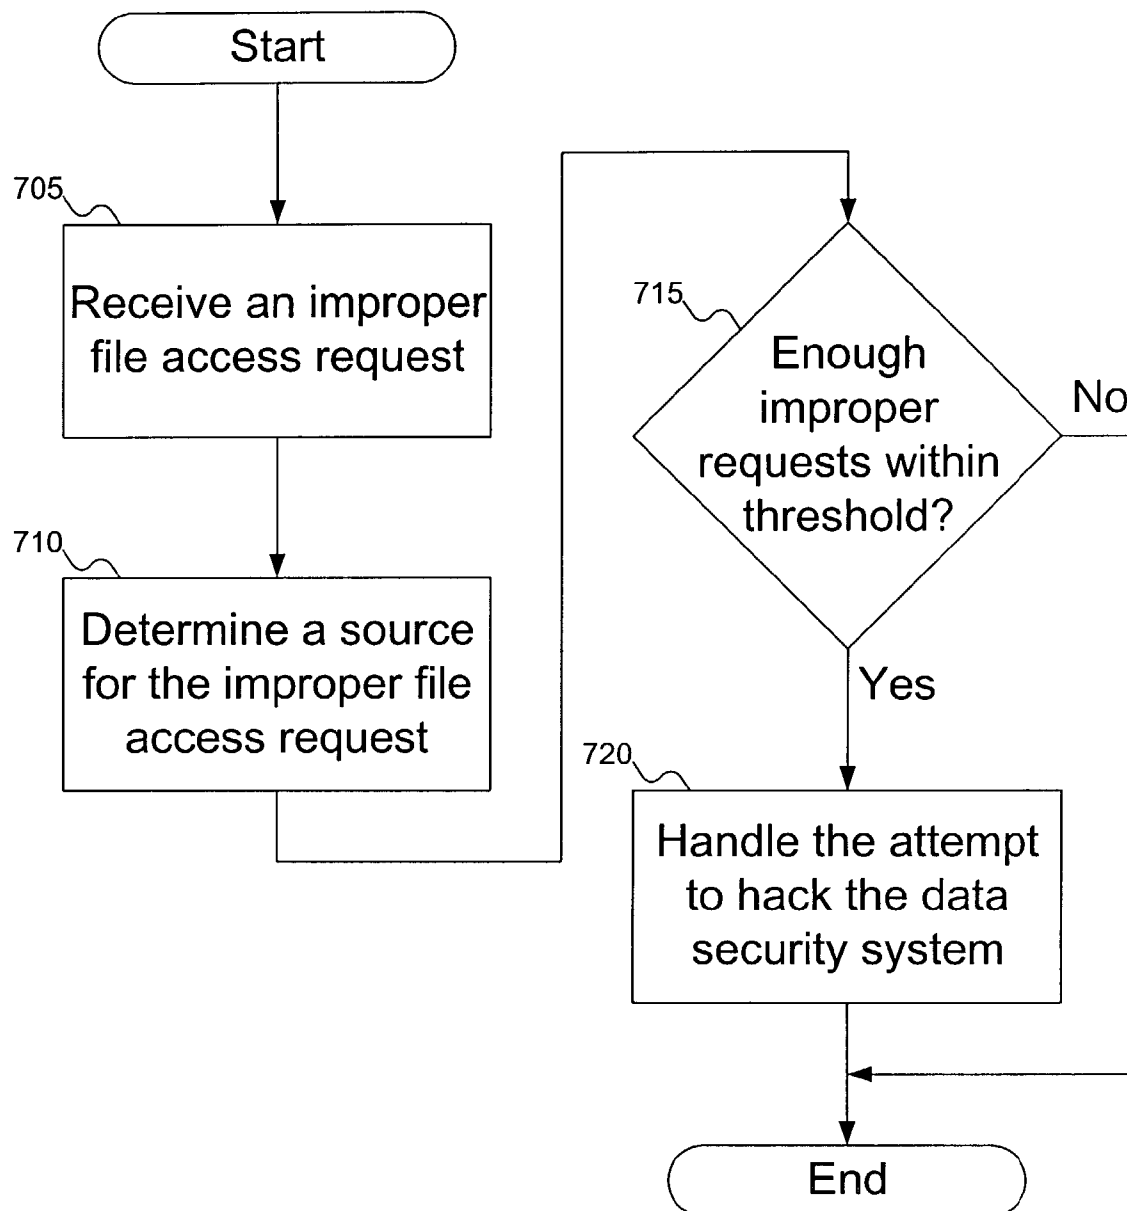 Start
705
Receive an improper
file access request
710
Determine a source
for the improper file
access request
715
Enough
improper
requests within
threshold?
No
Yes
720
Handle the attempt
to hack the data
security system
End